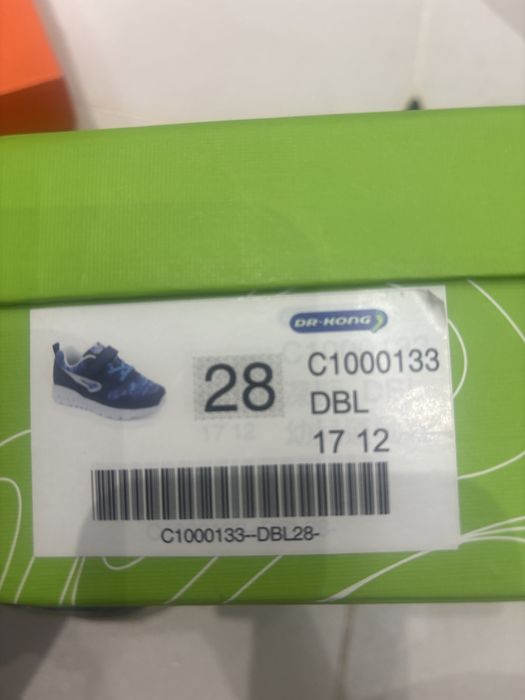 DR·KONG
28
C1000133
DBL
17 12
C1000133--DBL28-